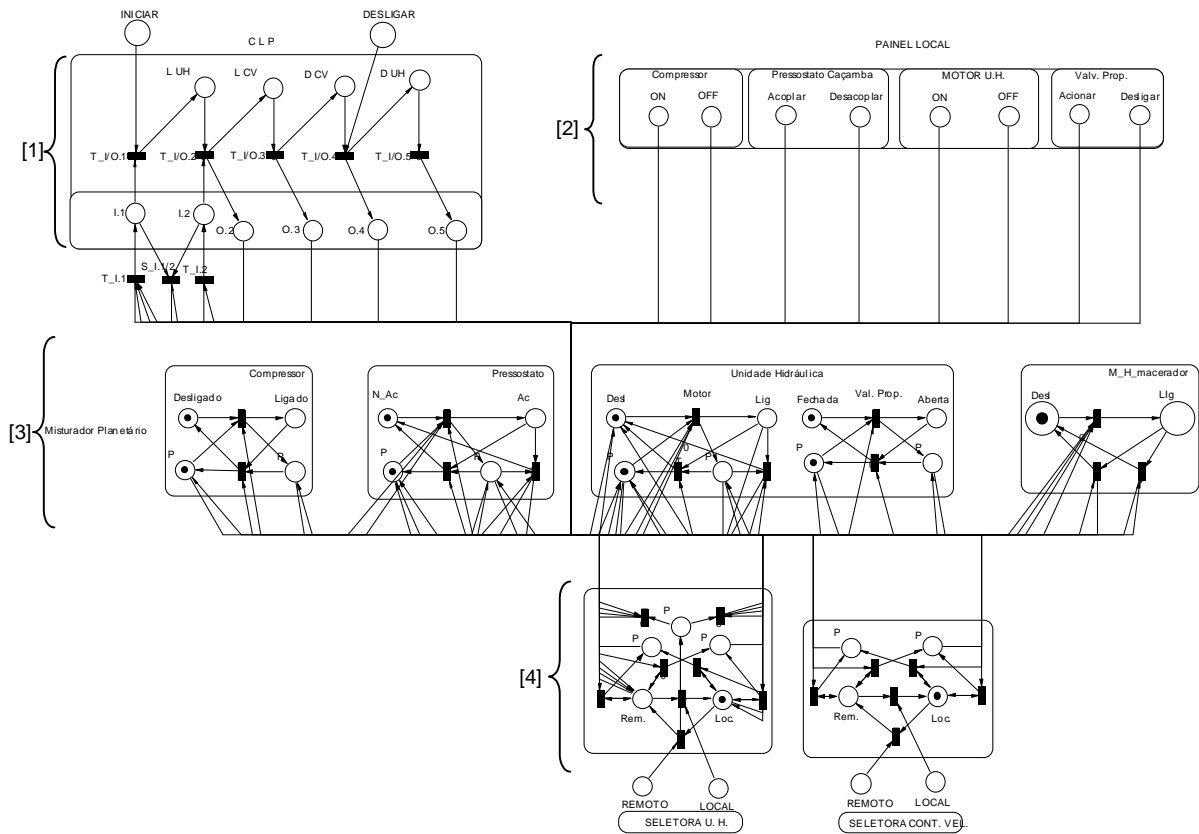 INICIAR
DESLIGAR
C L P
PAINEL LOCAL
[1]
L UH
L CV
D CV
D UH
T_I/O.1
T_I/O.2
T_I/O.3
T_I/O.4
T_I/O.5
I.1
I.2
O.2
O.3
O.4
O.5
T_I.1
S_I.1/2
T_I.2
[2]
Compressor
Pressostato Caçamba
MOTOR U.H.
Valv. Prop.
ON
OFF
Acoplar
Desacoplar
ON
OFF
Acionar
Desligar
[3]
Misturador Planetário
Compressor
Desligado
Ligado
P
P
Pressostato
N_Ac
Ac
P
P
Unidade Hidráulica
Desl
Motor
Lig
P
P
Fechada
Val. Prop.
Aberta
P
P
M_H_macerador
Desl
LIg
[4]
P
P
P
Rem.
Loc.
REMOTO
LOCAL
SELETORA U. H.
P
P
Rem.
Loc.
REMOTO
LOCAL
SELETORA CONT. VEL.